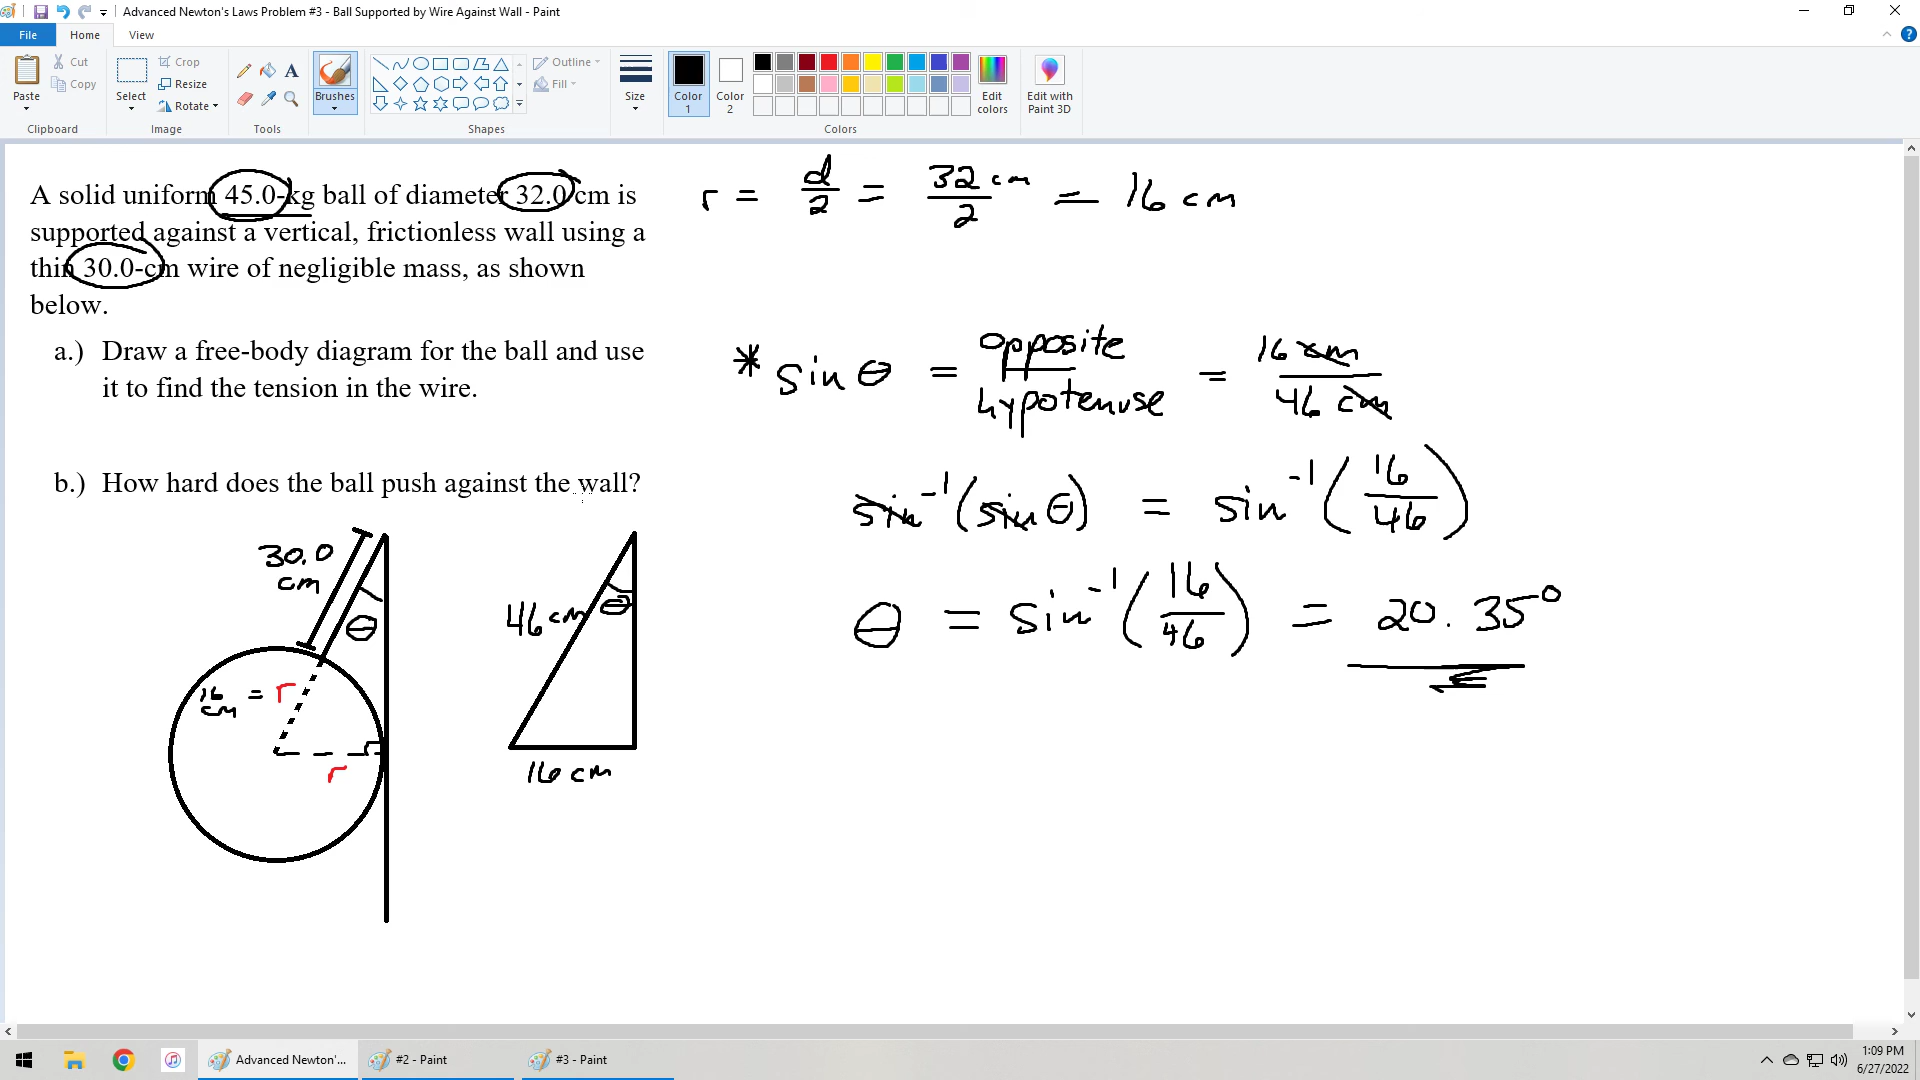 Advanced Newton's Laws Problem #3 - Ball Supported by Wire Against Wall - Paint
File Home View
Paste
Cut
Copy
Clipboard
Select
Crop
Resize
Rotate
Image
A
Tools
Brushes
Shapes
Outline
Fill
Size
Color 1
Color 2
Colors
Edit colors
Edit with Paint 3D
A solid uniform 45.0-kg ball of diameter 32.0 cm is
supported against a vertical, frictionless wall using a
thin 30.0-cm wire of negligible mass, as shown
below.
a.) Draw a free-body diagram for the ball and use
it to find the tension in the wire.
b.) How hard does the ball push against the wall?
30.0
cm
θ
16
cm = r
r
46 cm
θ
16 cm
r = d/2 = 32 cm/2 = 16 cm
* sin θ = opposite/hypotenuse = 16 cm/46 cm
sin⁻¹(sin θ) = sin⁻¹(16/46)
θ = sin⁻¹(16/46) = 20.35°
Advanced Newton'...
#2 - Paint
#3 - Paint
1:09 PM
6/27/2022